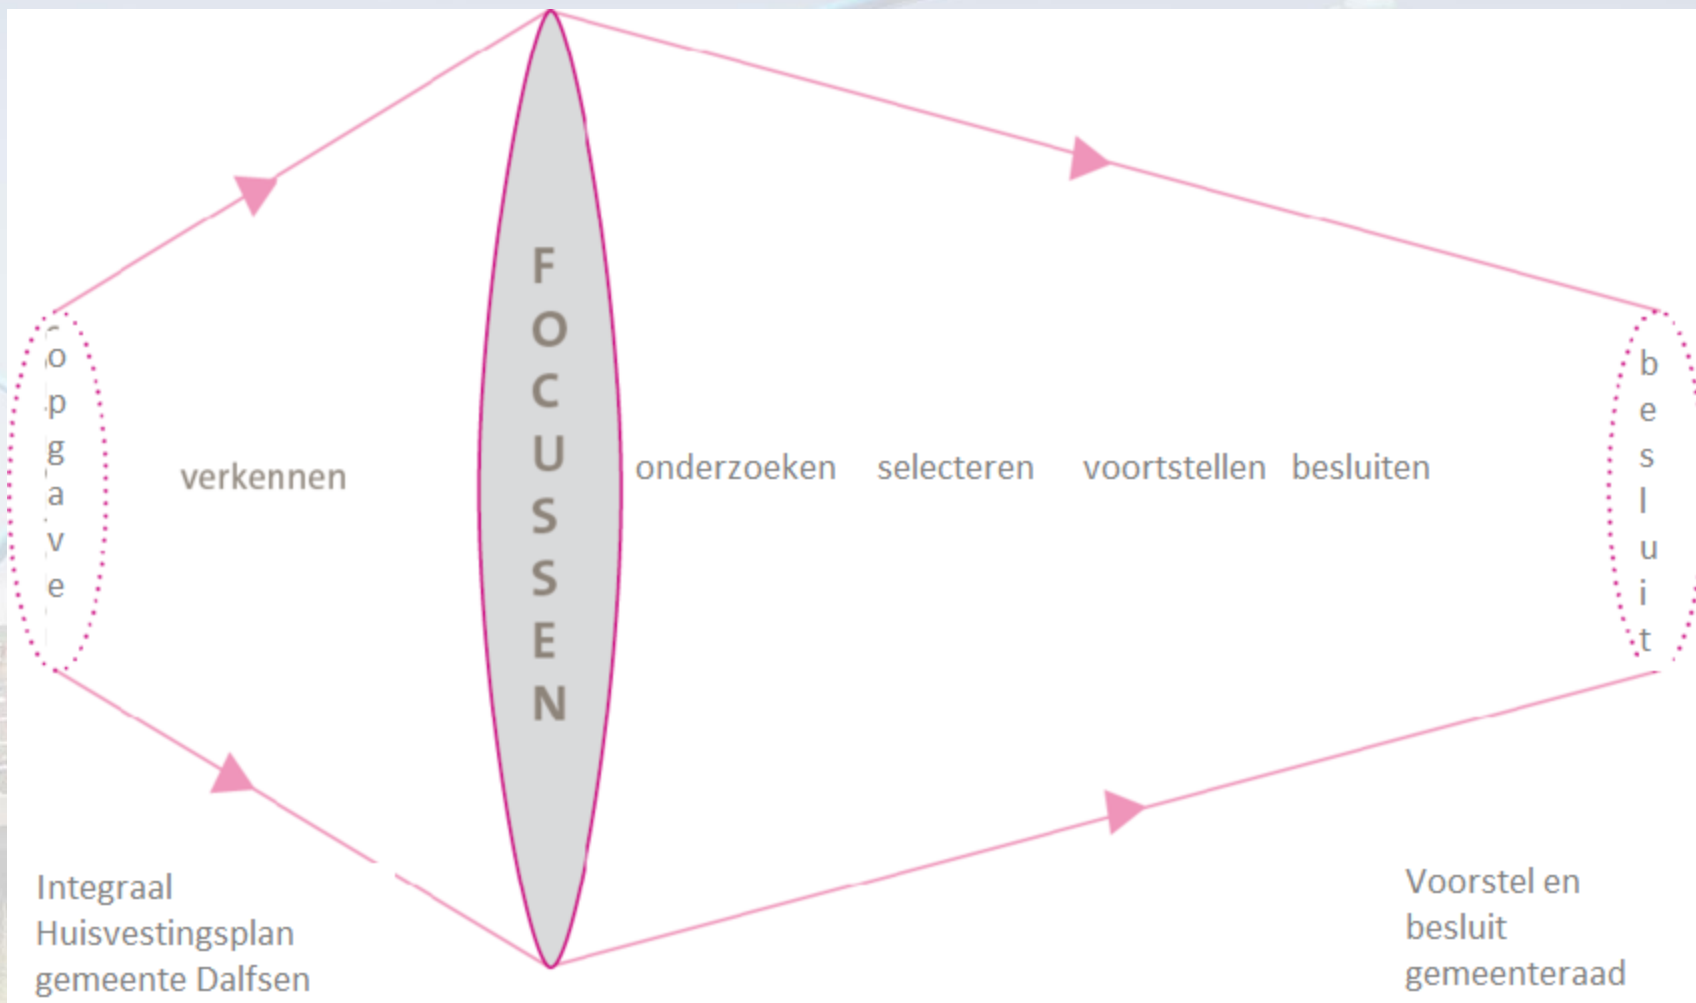 opgave
verkennen
FOCUSSEN
onderzoeken selecteren voortstellen besluiten
besluit
Integraal
Huisvestingsplan
gemeente Dalfsen
Voorstel en
besluit
gemeenteraad